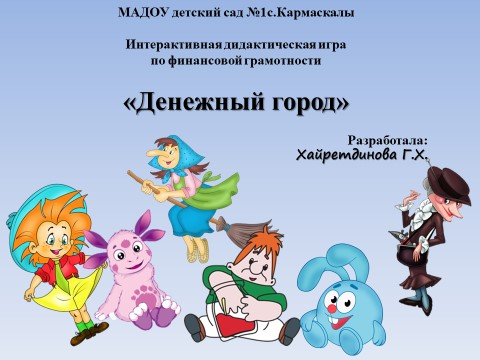 МАДОУ детский сад №1с.Кармаскалы
Интерактивная дидактическая игра
по финансовой грамотности
«Денежный город»
Разработала:
Хайретдинова Г.Х.